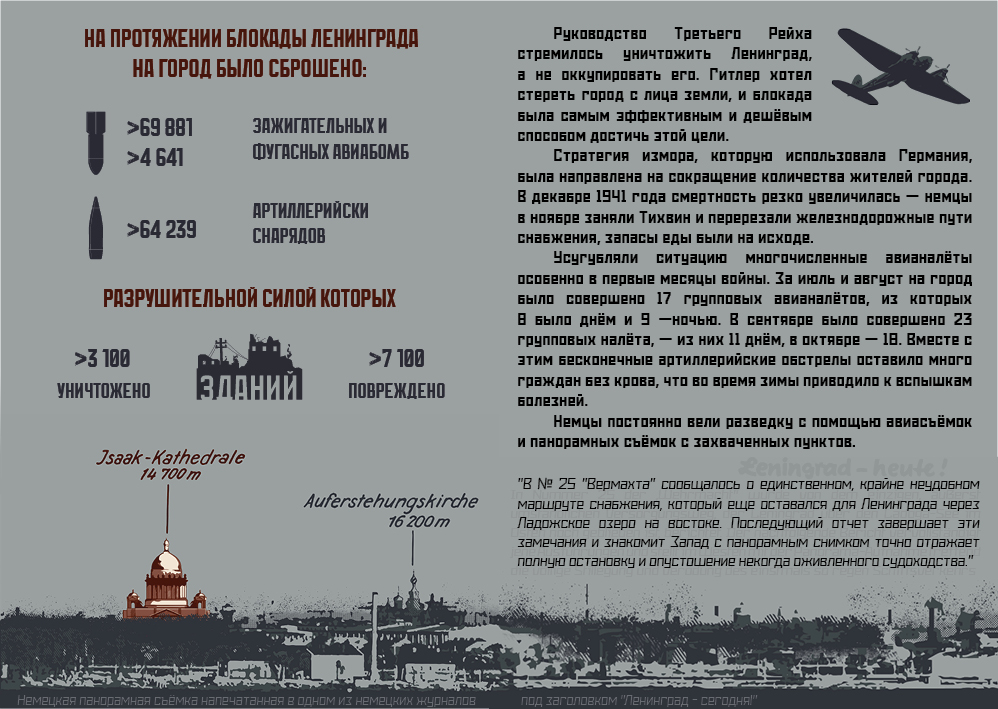 НА ПРОТЯЖЕНИИ БЛОКАДЫ ЛЕНИНГРАДА
НА ГОРОД БЫЛО СБРОШЕНО:
>69 881
>4 641
ЗАЖИГАТЕЛЬНЫХ И
ФУГАСНЫХ АВИАБОМБ
>64 239
АРТИЛЛЕРИЙСКИ
СНАРЯДОВ
РАЗРУШИТЕЛЬНОЙ СИЛОЙ КОТОРЫХ
>3 100
УНИЧТОЖЕНО
ЗДАНИЙ
>7 100
ПОВРЕЖДЕНО
Jsaak-Kathedrale
14 700 m
Auferstehungskirche
16 200 m
Немецкая панорамная съёмка напечатанная в одном из немецких журналов
Руководство Третьего Рейха
стремилось уничтожить Ленинград,
а не оккупировать его. Гитлер хотел
стереть город с лица земли, и блокада
была самым эффективным и дешёвым
способом достичь этой цели.
Стратегия измора, которую использовала Германия,
была направлена на сокращение количества жителей города.
В декабре 1941 года смертность резко увеличилась — немцы
в ноябре заняли Тихвин и перерезали железнодорожные пути
снабжения, запасы еды были на исходе.
Усугубляли ситуацию многочисленные авианалёты
особенно в первые месяцы войны. За июль и август на город
было совершено 17 групповых авианалётов, из которых
8 было днём и 9 —ночью. В сентябре было совершено 23
групповых налёта, — из них 11 днём, в октябре — 18. Вместе с
этим бесконечные артиллерийские обстрелы оставило много
граждан без крова, что во время зимы приводило к вспышкам
болезней.
Немцы постоянно вели разведку с помощью авиасъёмок
и панорамных съёмок с захваченных пунктов.
Leningrad - heute!
"В № 25 "Вермахта" сообщалось о единственном, крайне неудобном
маршруте снабжения, который еще оставался для Ленинграда через
Ладожское озеро на востоке. Последующий отчет завершает эти
замечания и знакомит Запад с панорамным снимком точно отражает
полную остановку и опустошение некогда оживленного судоходства."
под заголовком "Ленинград - сегодня!"